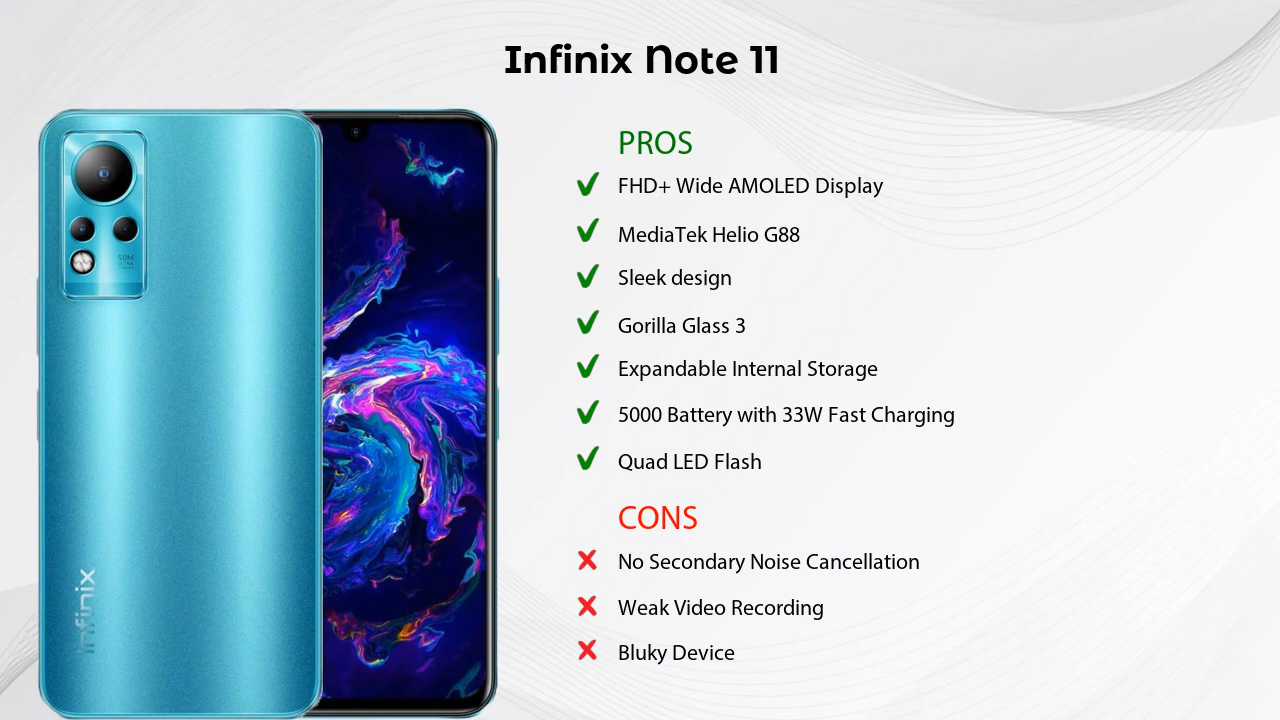 Infinix Note 11
PROS
FHD+ Wide AMOLED Display
MediaTek Helio G88
Sleek design
Gorilla Glass 3
Expandable Internal Storage
5000 Battery with 33W Fast Charging
Quad LED Flash
CONS
No Secondary Noise Cancellation
Weak Video Recording
Bluky Device
50M
Infinix